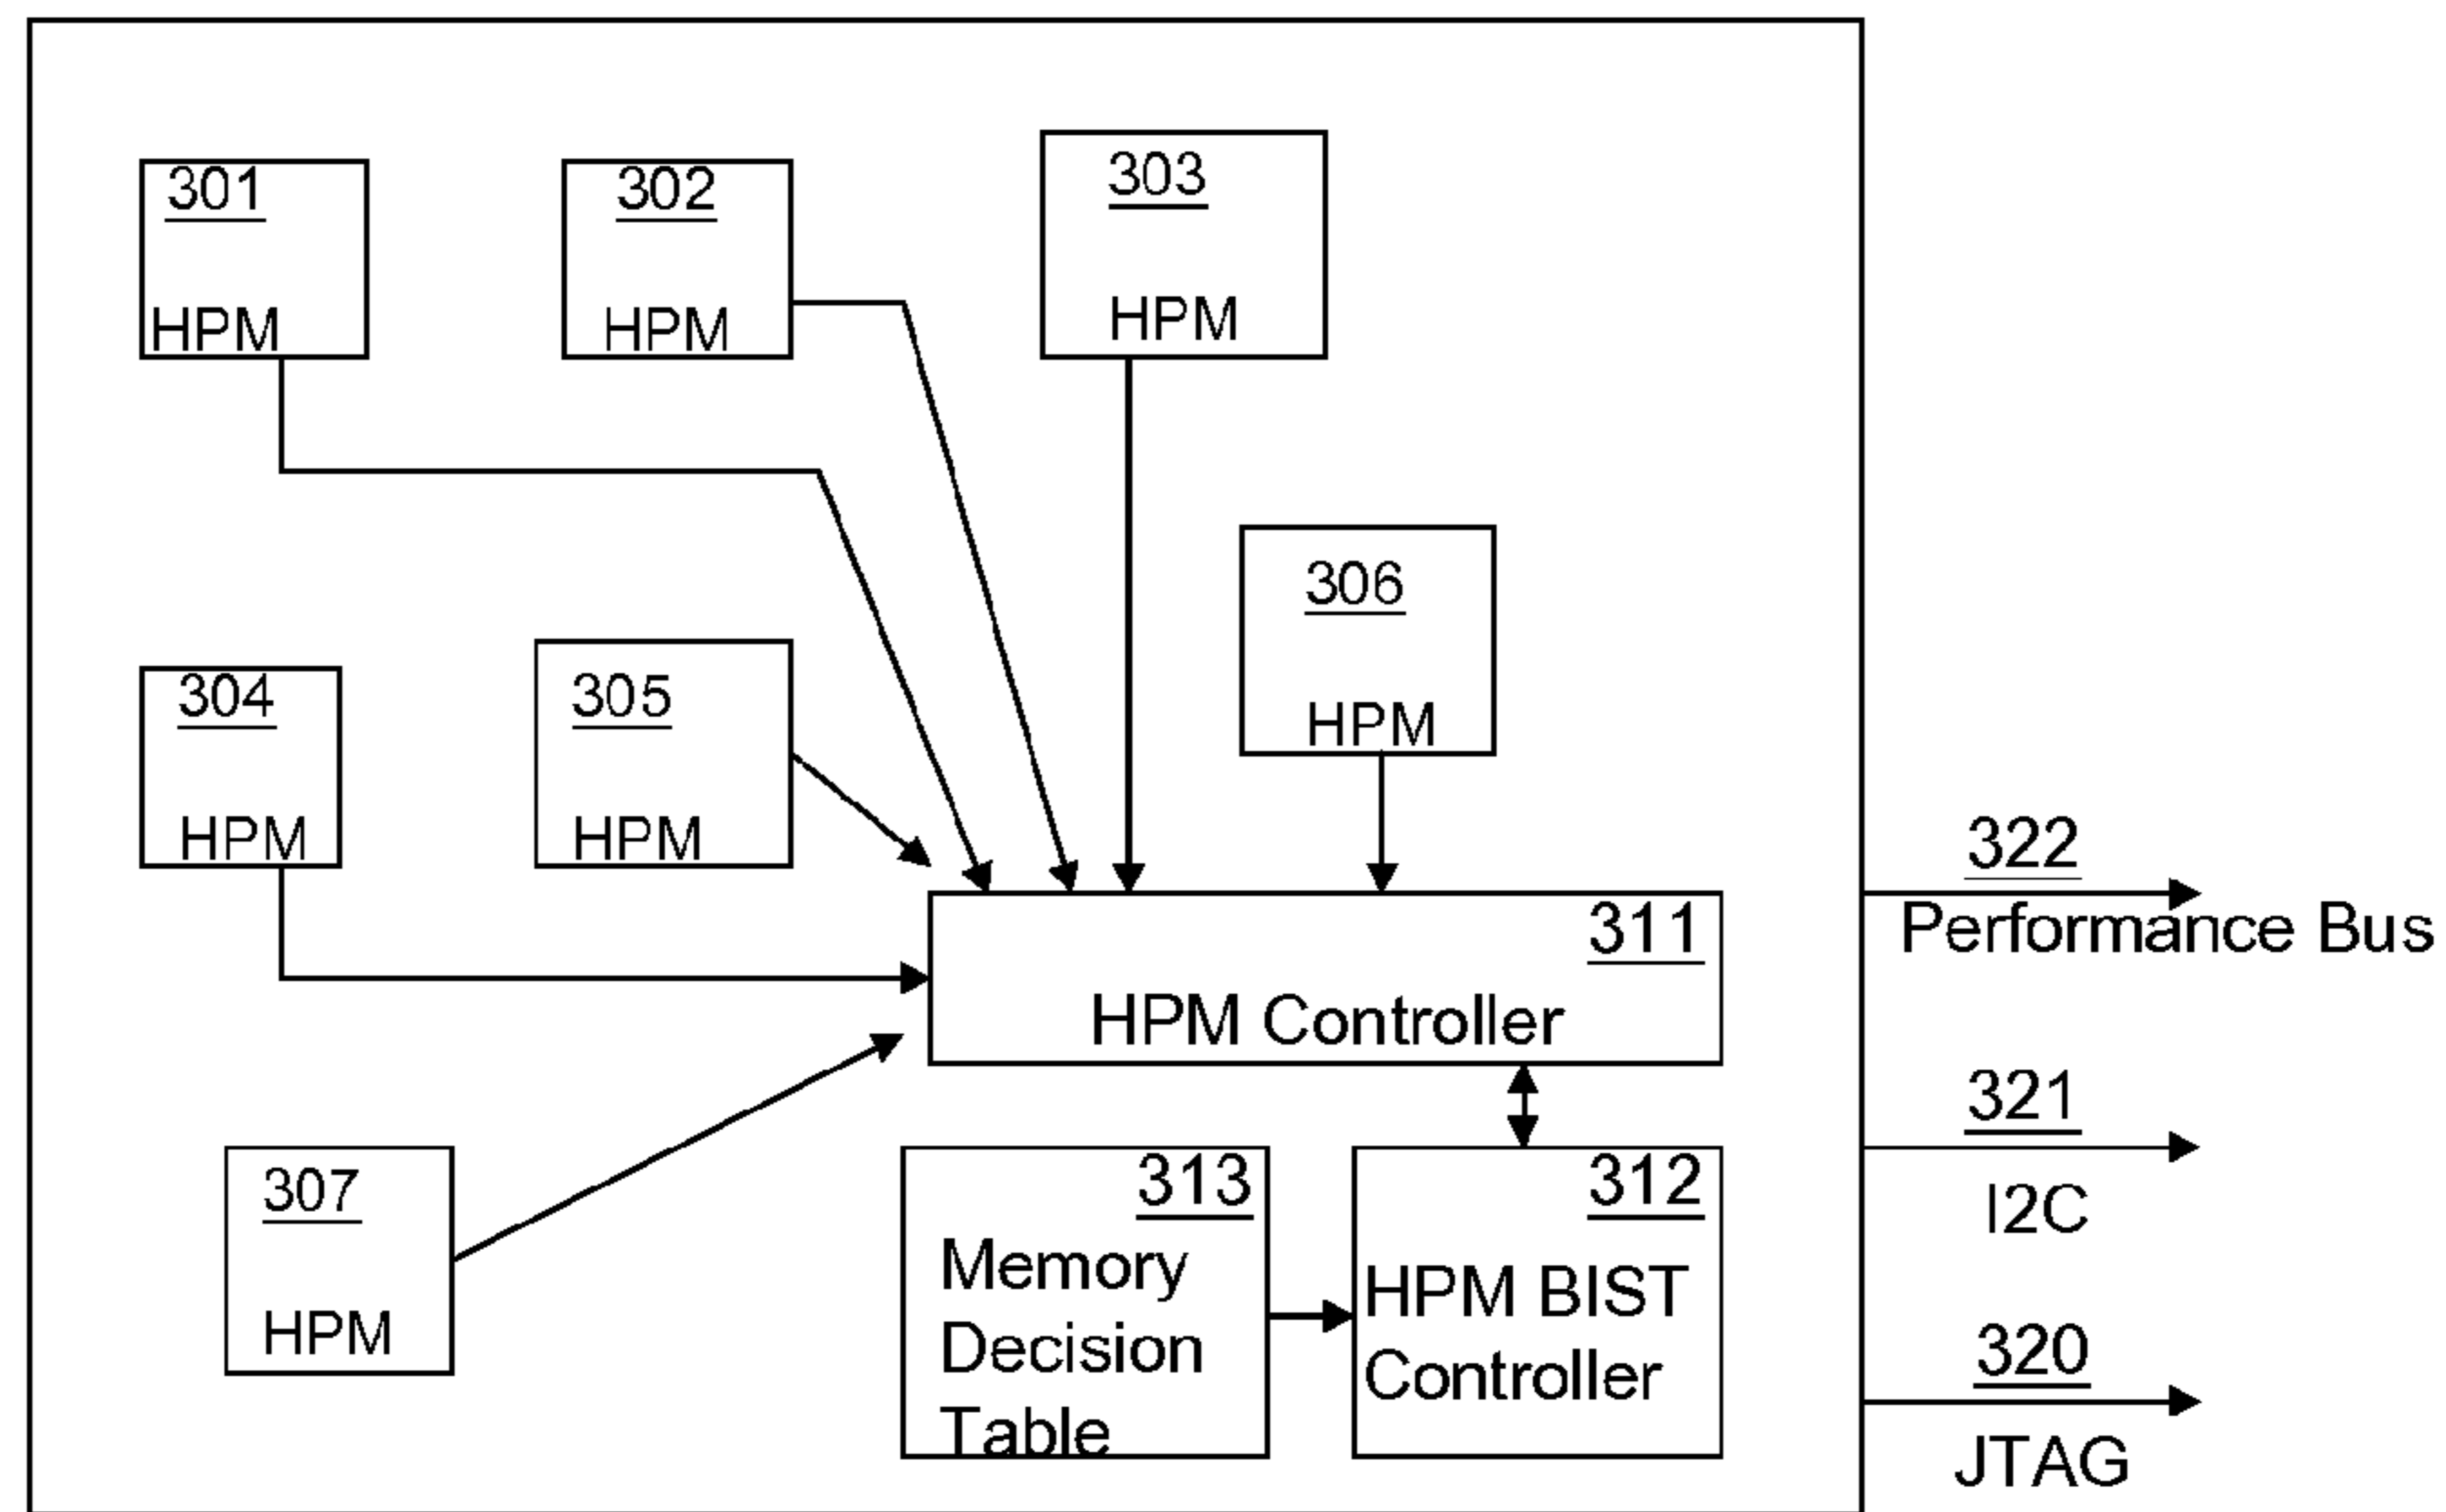 301
HPM
302
HPM
303
HPM
306
HPM
304
HPM
305
HPM
322
Performance Bus
311
HPM Controller
321
I2C
307
HPM
313
Memory
Decision
Table
312
HPM BIST
Controller
320
JTAG